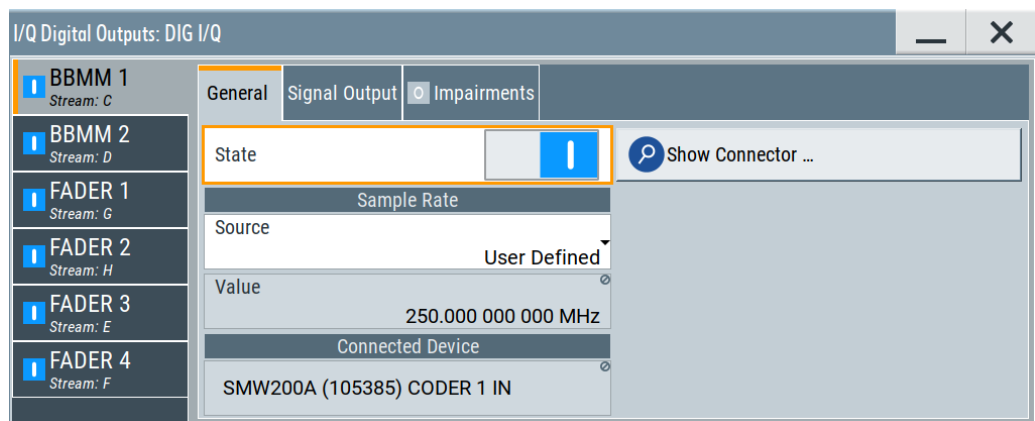 I/Q Digital Outputs: DIG I/Q
BBMM 1
Stream: C
BBMM 2
Stream: D
FADER 1
Stream: G
FADER 2
Stream: H
FADER 3
Stream: E
FADER 4
Stream: F
General
Signal Output
Impairments
State
Show Connector ...
Sample Rate
Source
User Defined
Value
250.000 000 000 MHz
Connected Device
SMW200A (105385) CODER 1 IN